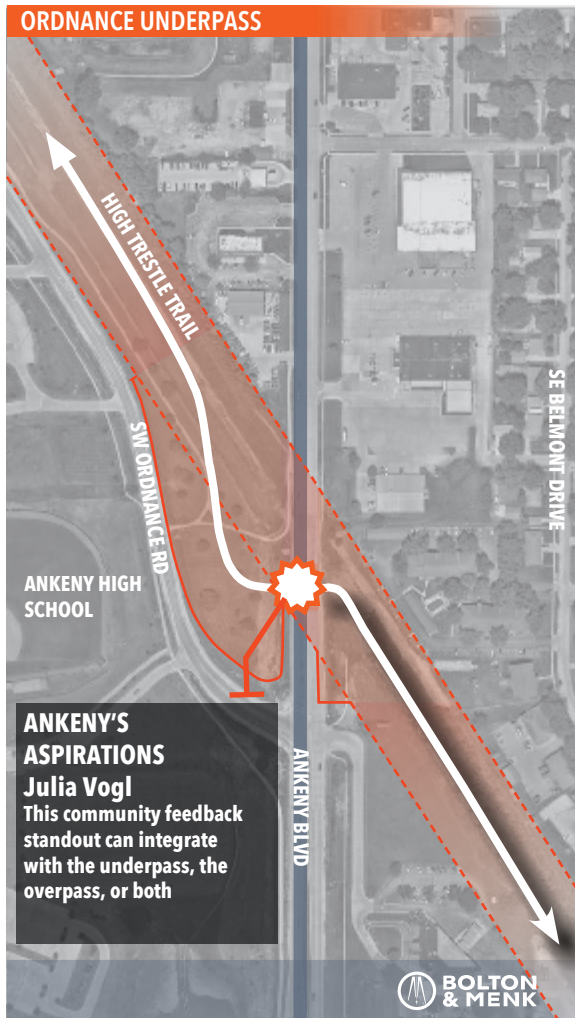 ORDNANCE UNDERPASS
HIGH TRESTLE TRAIL
SE BELMONT DRIVE
SW ORDNANCE RD
ANKENY HIGH
SCHOOL
ANKENY'S
ASPIRATIONS
Julia Vogl
This community feedback
standout can integrate
with the underpass, the
overpass, or both
ANKENY BLVD
BOLTON
& MENK